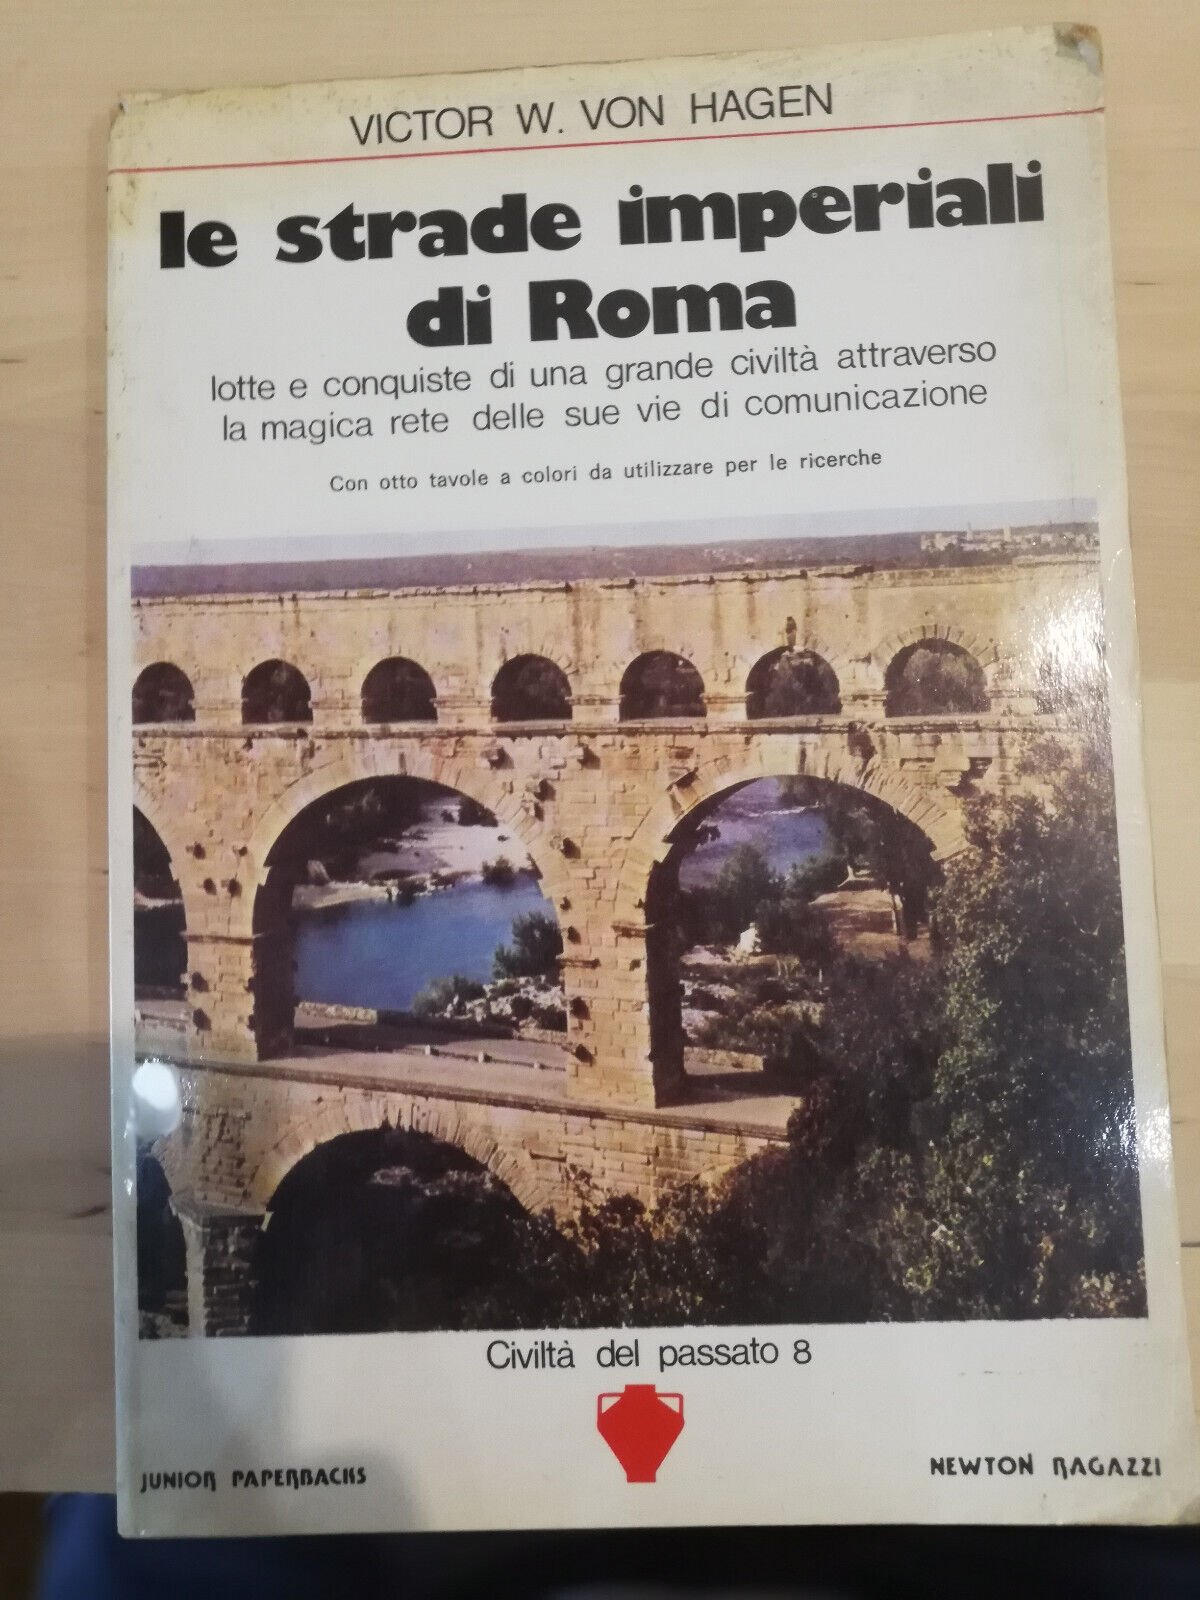 VICTOR W. VON HAGEN
le strade imperiali
di Roma
lotte e conquiste di una grande civiltà attraverso
la magica rete delle sue vie di comunicazione
Con otto tavole a colori da utilizzare per le ricerche
Civiltà del passato 8
JUNIOR PAPERBACKS
NEWTON RAGAZZI